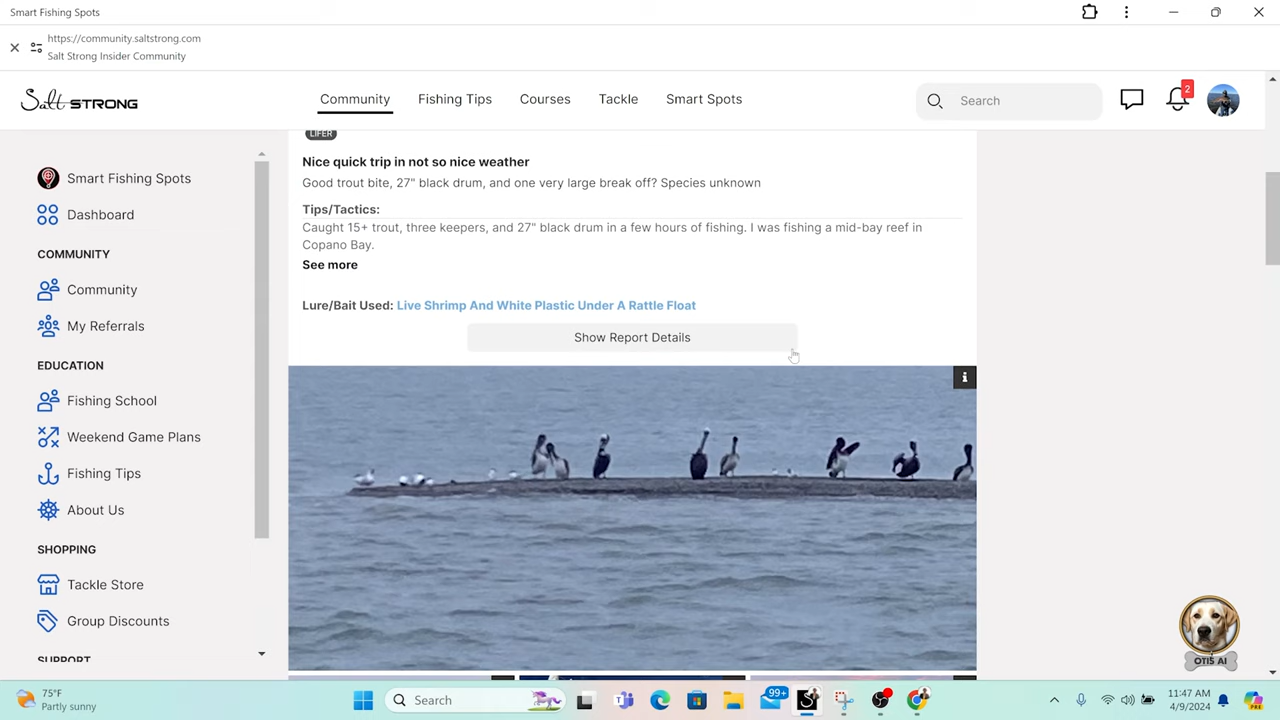 Smart Fishing Spots
https://community.saltstrong.com
Salt Strong Insider Community
Salt STRONG
Community
Fishing Tips
Courses
Tackle
Smart Spots
Search
2
Smart Fishing Spots
Dashboard
COMMUNITY
Community
My Referrals
EDUCATION
Fishing School
Weekend Game Plans
Fishing Tips
About Us
SHOPPING
Tackle Store
Group Discounts
SUPPORT
LIFER
Nice quick trip in not so nice weather
Good trout bite, 27" black drum, and one very large break off? Species unknown
Tips/Tactics:
Caught 15+ trout, three keepers, and 27" black drum in a few hours of fishing. I was fishing a mid-bay reef in
Copano Bay.
See more
Lure/Bait Used: Live Shrimp And White Plastic Under A Rattle Float
Show Report Details
i
OTIS AI
75°F
Partly sunny
Search
99+
11:47 AM
4/9/2024